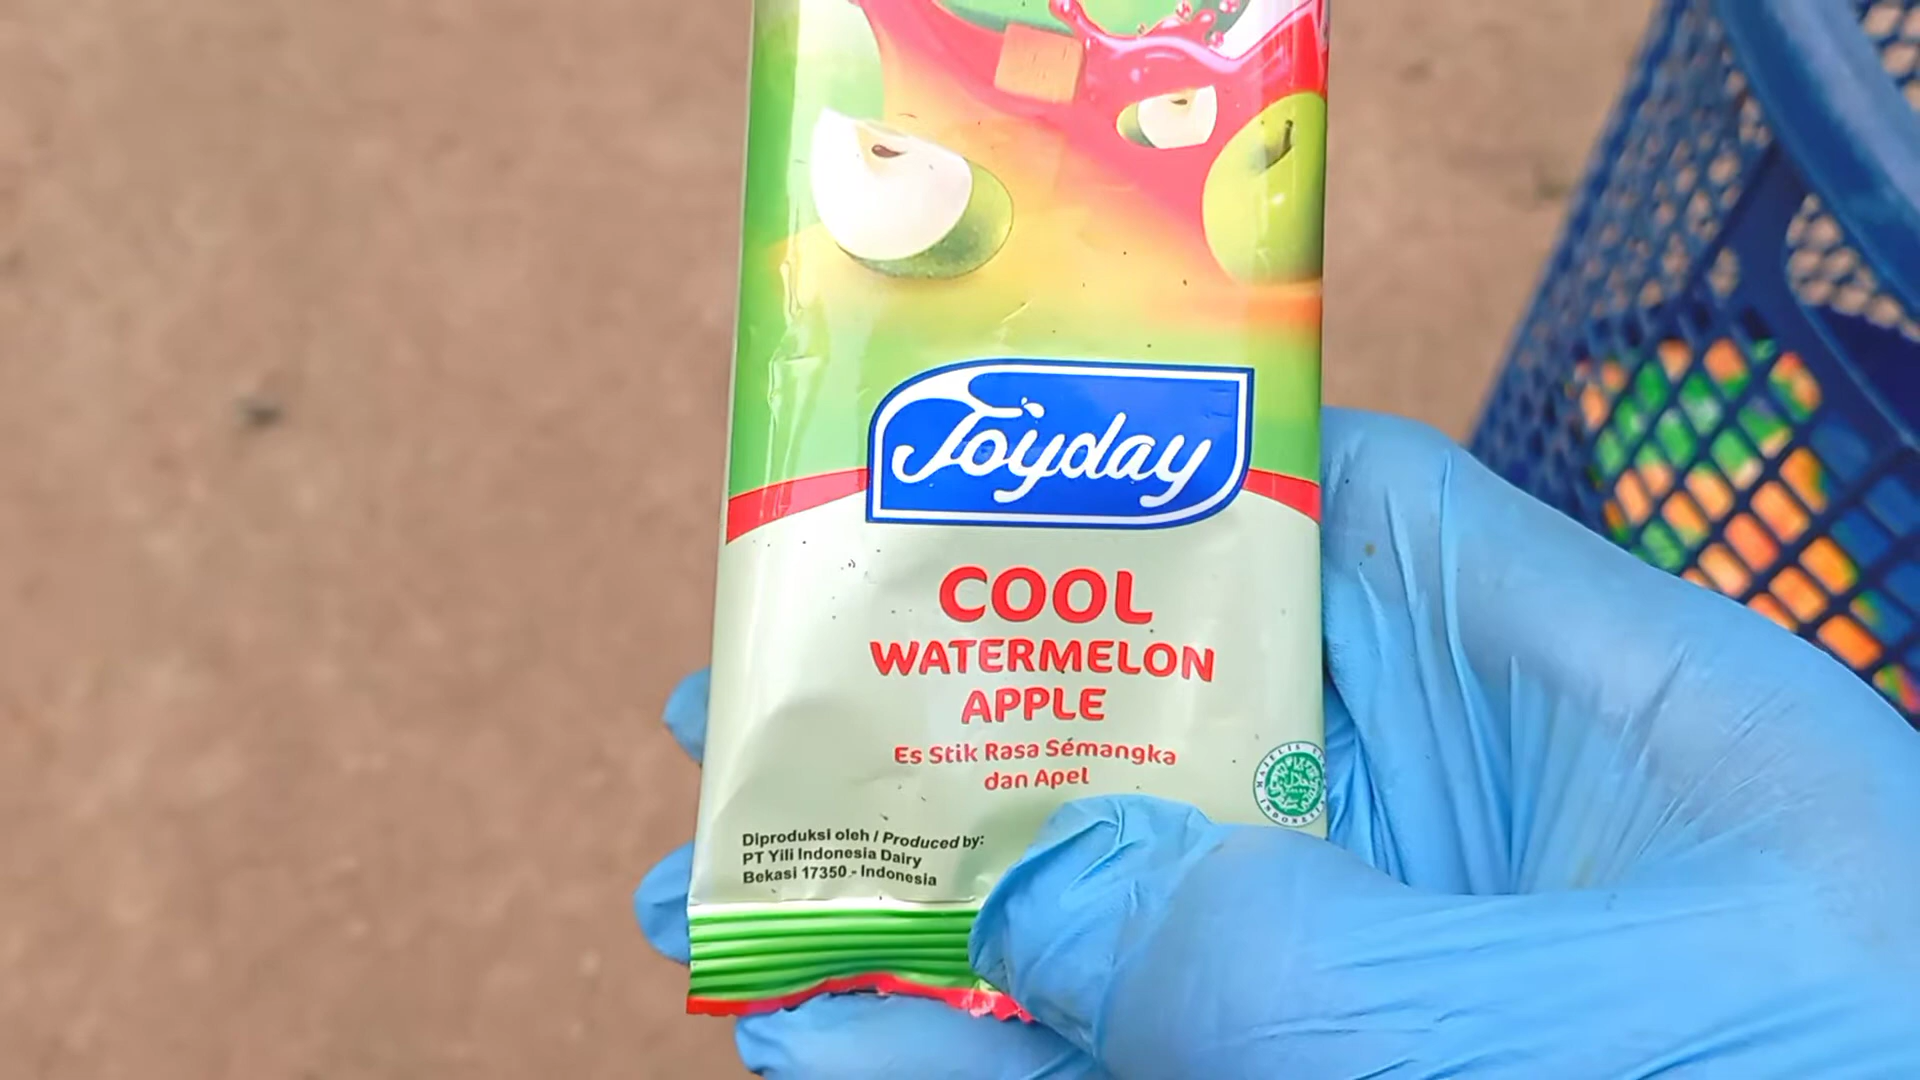 Joyday
COOL
WATERMELON
APPLE
Es Stik Rasa Semangka
dan Apel
Diproduksi oleh / Produced by:
PT Yili Indonesia Dairy
Bekasi 17350 - Indonesia